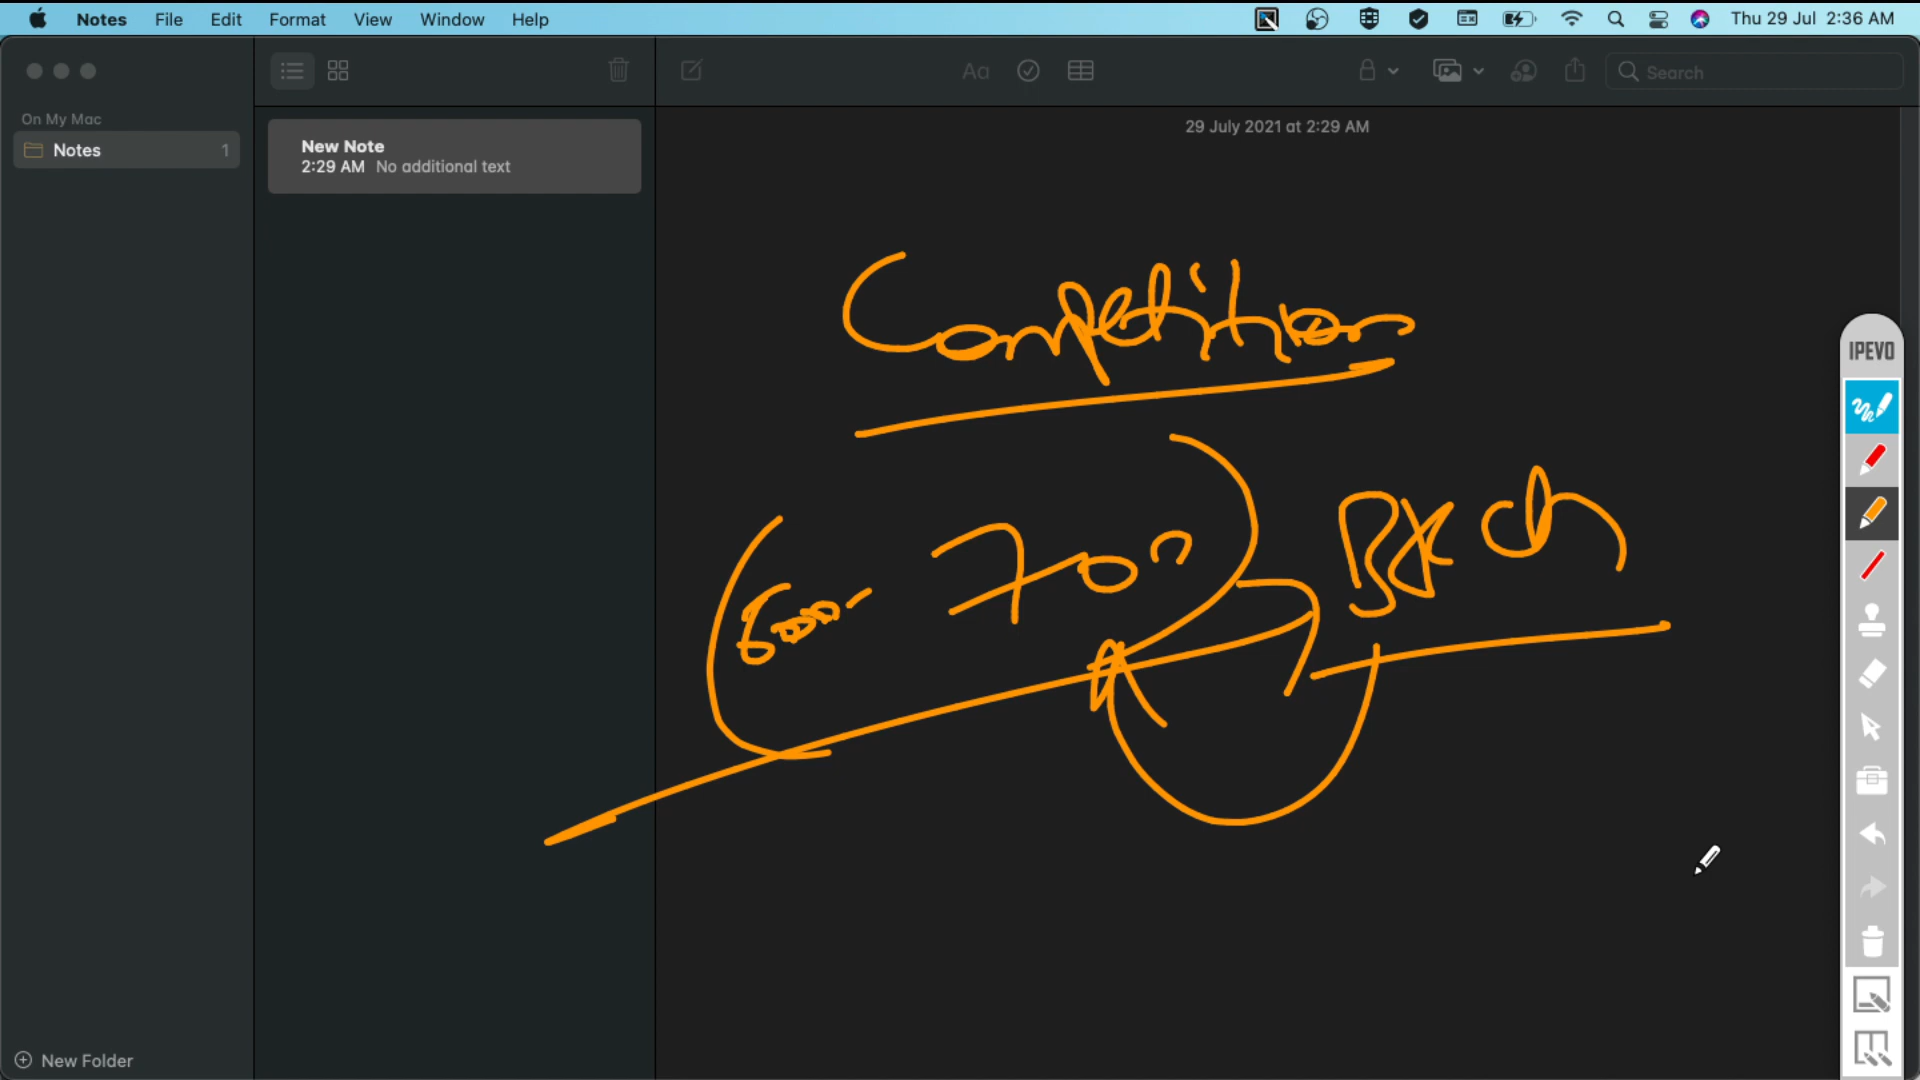 Notes File Edit Format View Window Help Thu 29 Jul 2:36 AM
Aa Search
On My Mac
Notes 1
New Note
2:29 AM No additional text
29 July 2021 at 2:29 AM
Competition
700
IPEVO
New Folder